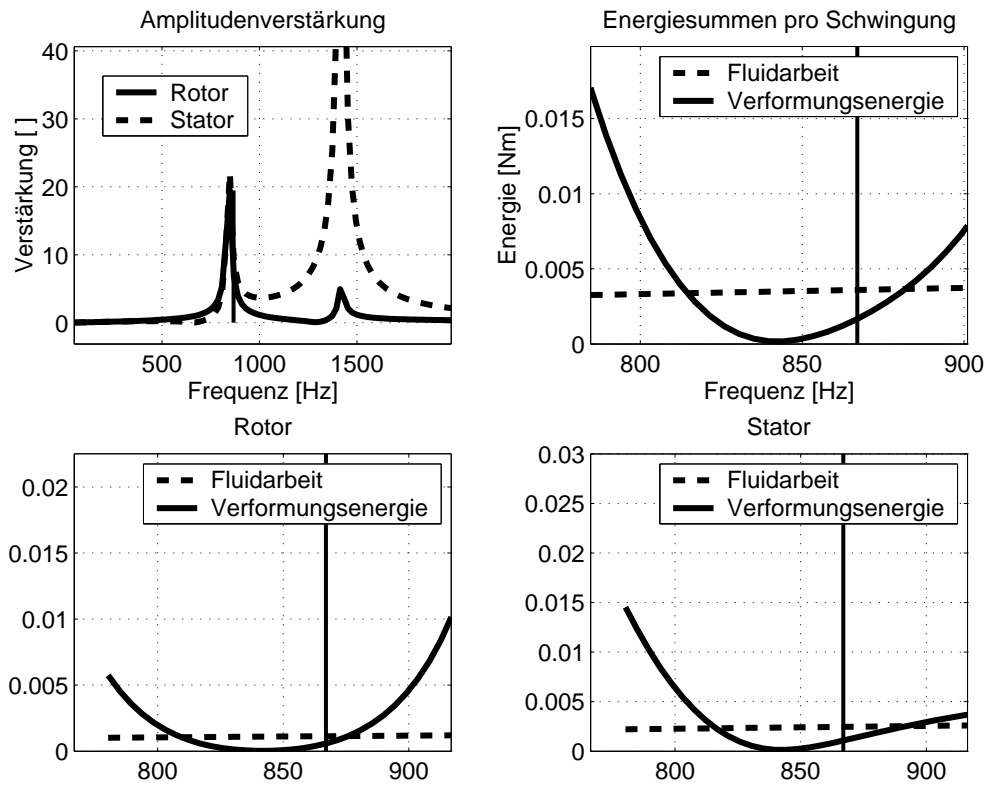 Amplitudenverstärkung
Verstärkung [ ]
40
30
20
10
0
Rotor
Stator
500 1000 1500
Frequenz [Hz]
Energiesummen pro Schwingung
Energie [Nm]
0.015
0.01
0.005
0
Fluidarbeit
Verformungsenergie
800 850 900
Frequenz [Hz]
Rotor
0.02
0.015
0.01
0.005
0
Fluidarbeit
Verformungsenergie
800 850 900
Stator
0.03
0.025
0.02
0.015
0.01
0.005
0
Fluidarbeit
Verformungsenergie
800 850 900